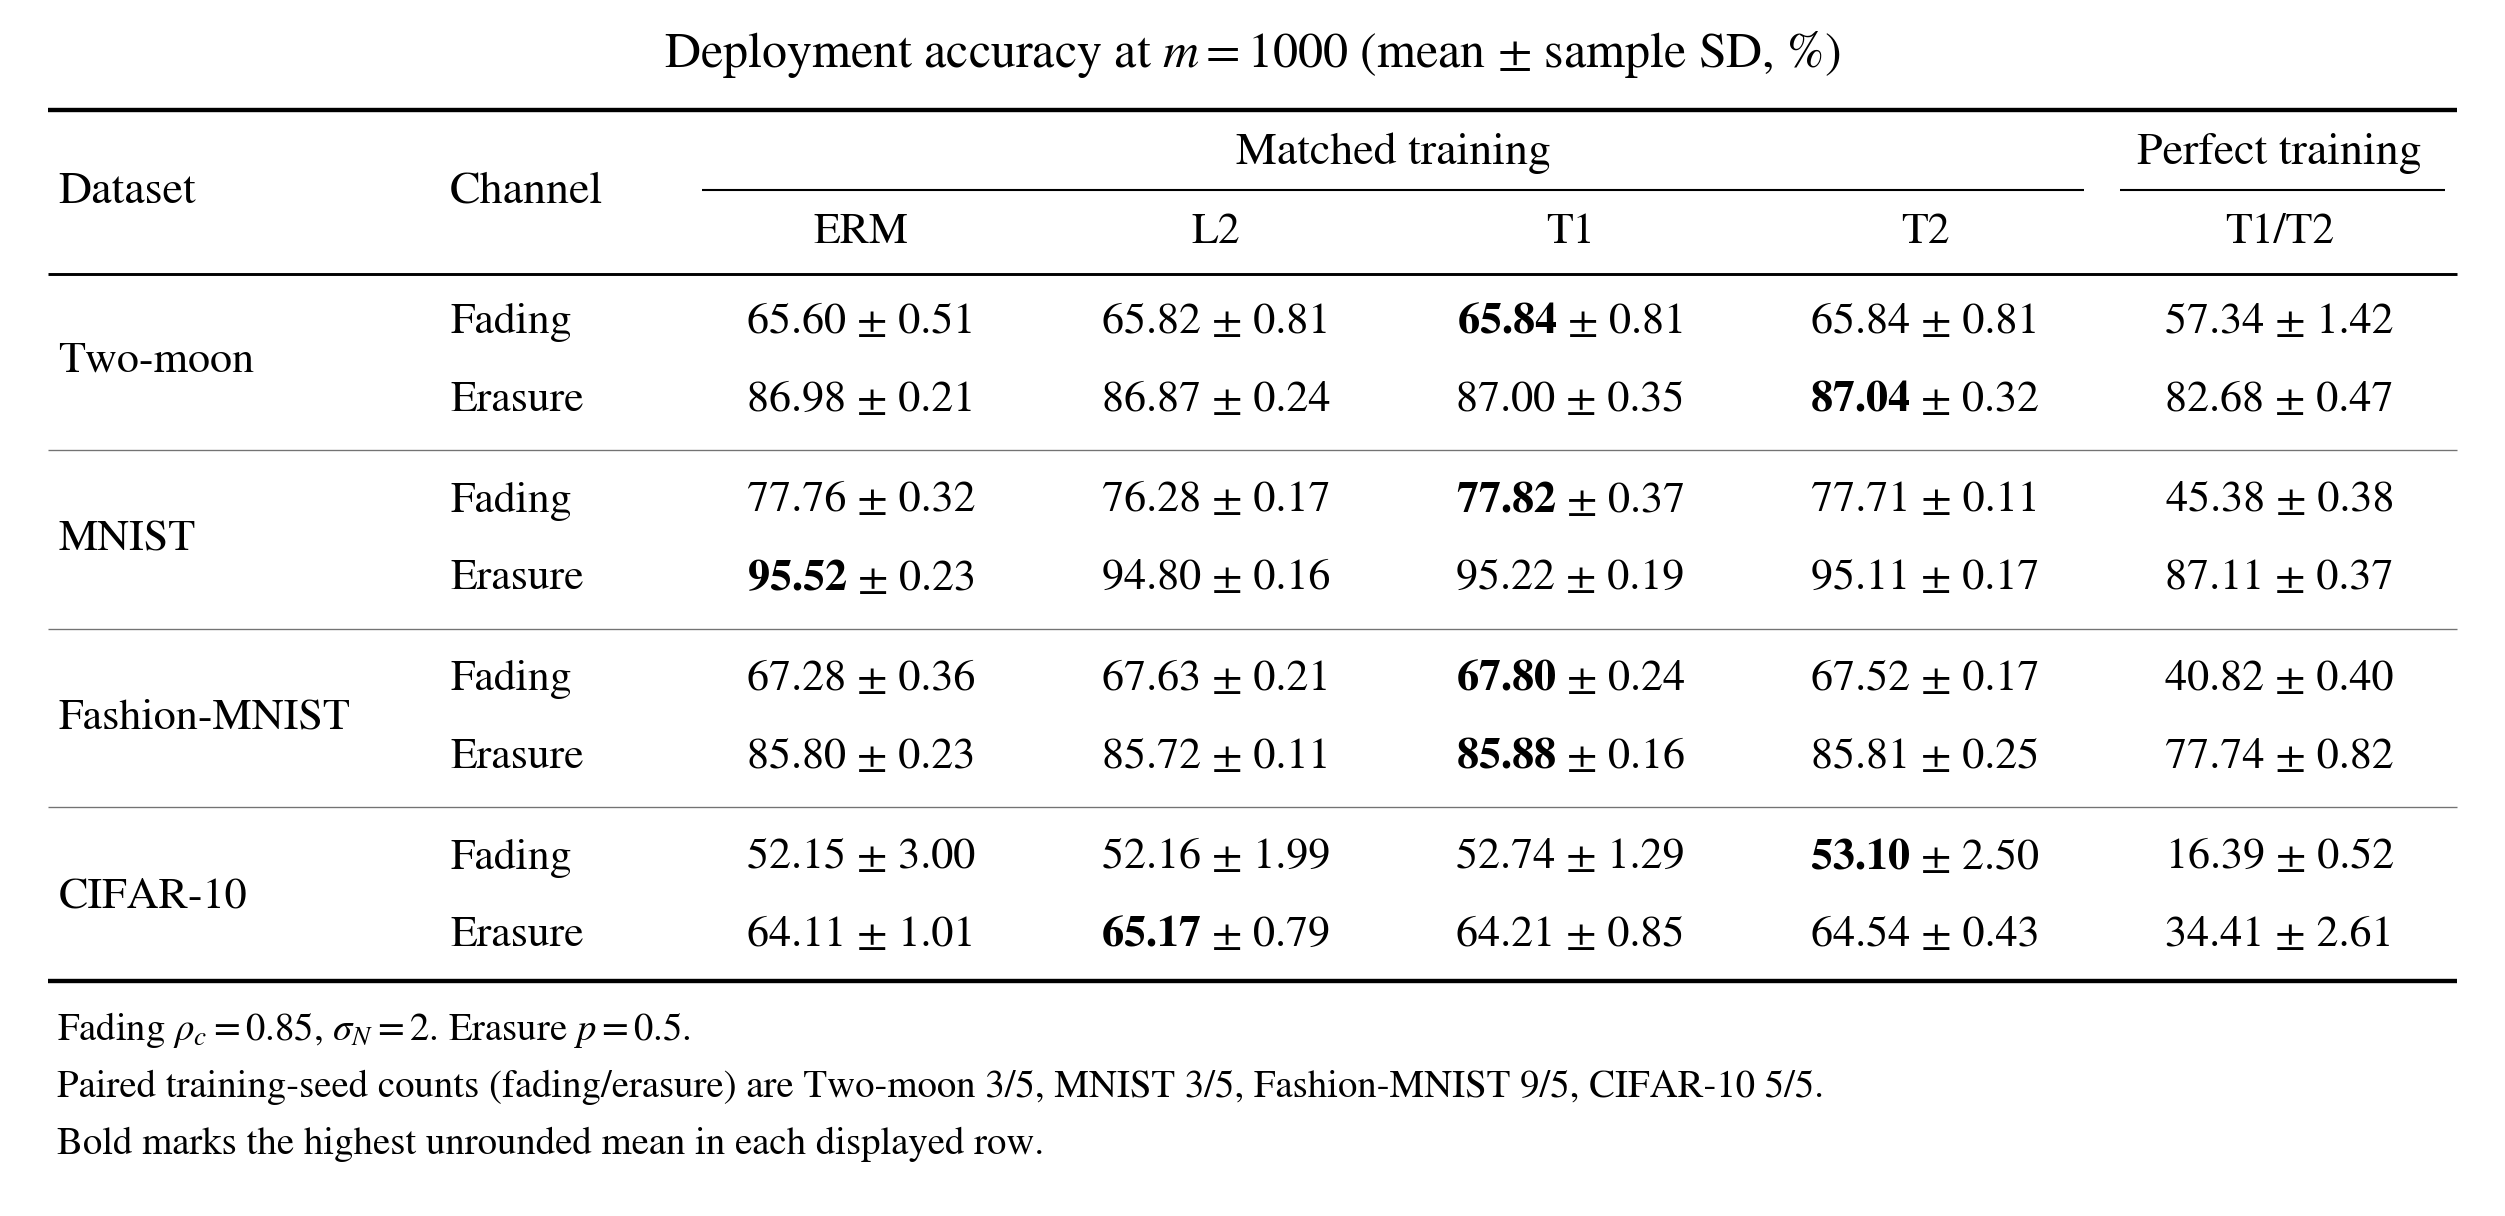 Deployment accuracy at m = 1000 (mean ± sample SD, %)
Dataset Channel Matched training Perfect training
ERM L2 T1 T2 T1/T2
Two-moon
Fading 65.60 ± 0.51 65.82 ± 0.81 65.84 ± 0.81 65.84 ± 0.81 57.34 ± 1.42
Erasure 86.98 ± 0.21 86.87 ± 0.24 87.00 ± 0.35 87.04 ± 0.32 82.68 ± 0.47
MNIST
Fading 77.76 ± 0.32 76.28 ± 0.17 77.82 ± 0.37 77.71 ± 0.11 45.38 ± 0.38
Erasure 95.52 ± 0.23 94.80 ± 0.16 95.22 ± 0.19 95.11 ± 0.17 87.11 ± 0.37
Fashion-MNIST
Fading 67.28 ± 0.36 67.63 ± 0.21 67.80 ± 0.24 67.52 ± 0.17 40.82 ± 0.40
Erasure 85.80 ± 0.23 85.72 ± 0.11 85.88 ± 0.16 85.81 ± 0.25 77.74 ± 0.82
CIFAR-10
Fading 52.15 ± 3.00 52.16 ± 1.99 52.74 ± 1.29 53.10 ± 2.50 16.39 ± 0.52
Erasure 64.11 ± 1.01 65.17 ± 0.79 64.21 ± 0.85 64.54 ± 0.43 34.41 ± 2.61
Fading ρc = 0.85, σN = 2. Erasure p = 0.5.
Paired training-seed counts (fading/erasure) are Two-moon 3/5, MNIST 3/5, Fashion-MNIST 9/5, CIFAR-10 5/5.
Bold marks the highest unrounded mean in each displayed row.